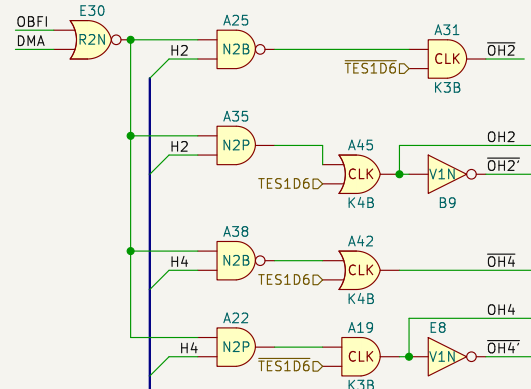 E30
OBFI
DMA
R2N
A25
H2
N2B
A31
TES1D6
CLK
OH2
K3B
A35
H2
N2P
A45
TES1D6
CLK
K4B
OH2
V1N
OH2'
B9
A38
H4
N2B
A42
TES1D6
CLK
OH4
K4B
A22
H4
N2P
A19
TES1D6
CLK
K3B
OH4
E8
V1N
OH4'